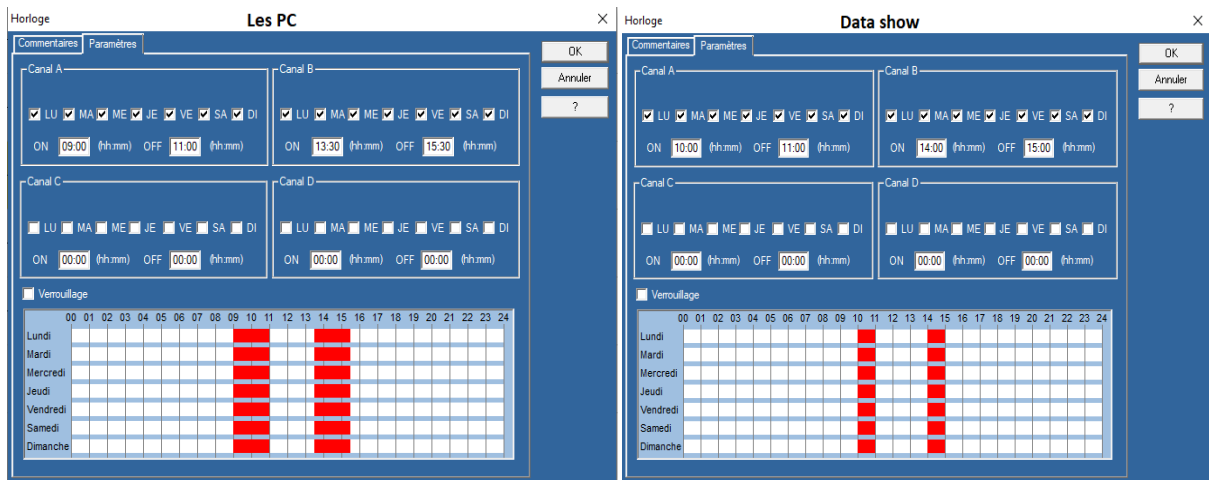 Horloge
Les PC
Commentaires Paramètres
OK
Annuler
?
Canal A
LU MA ME JE VE SA DI
ON 09:00 (hh:mm) OFF 11:00 (hh:mm)
Canal B
LU MA ME JE VE SA DI
ON 13:30 (hh:mm) OFF 15:30 (hh:mm)
Canal C
LU MA ME JE VE SA DI
ON 00:00 (hh:mm) OFF 00:00 (hh:mm)
Canal D
LU MA ME JE VE SA DI
ON 00:00 (hh:mm) OFF 00:00 (hh:mm)
Verrouillage
00 01 02 03 04 05 06 07 08 09 10 11 12 13 14 15 16 17 18 19 20 21 22 23 24
Lundi
Mardi
Mercredi
Jeudi
Vendredi
Samedi
Dimanche
Horloge
Data show
Commentaires Paramètres
OK
Annuler
?
Canal A
LU MA ME JE VE SA DI
ON 10:00 (hh:mm) OFF 11:00 (hh:mm)
Canal B
LU MA ME JE VE SA DI
ON 14:00 (hh:mm) OFF 15:00 (hh:mm)
Canal C
LU MA ME JE VE SA DI
ON 00:00 (hh:mm) OFF 00:00 (hh:mm)
Canal D
LU MA ME JE VE SA DI
ON 00:00 (hh:mm) OFF 00:00 (hh:mm)
Verrouillage
00 01 02 03 04 05 06 07 08 09 10 11 12 13 14 15 16 17 18 19 20 21 22 23 24
Lundi
Mardi
Mercredi
Jeudi
Vendredi
Samedi
Dimanche